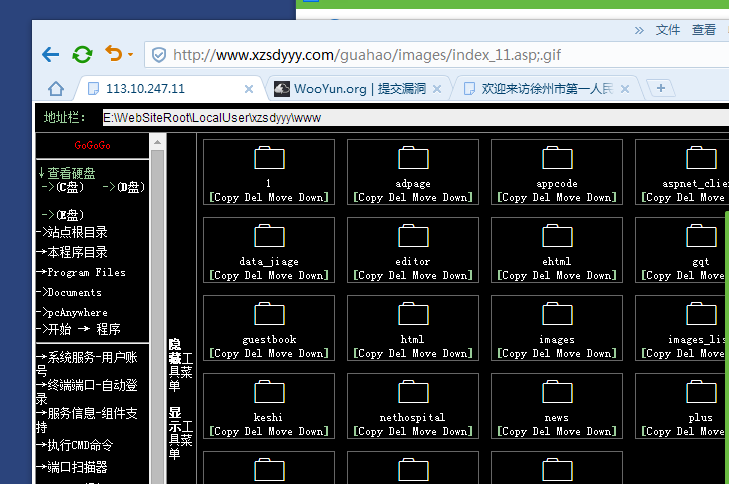 » 文件 查看
http://www.xzsdyyy.com/guahao/images/index_11.asp;.gif
113.10.247.11
WooYun.org | 提交漏洞
欢迎来访徐州市第一人民
地址栏: E:\WebSiteRoot\LocalUser\xzsdyyy\www
GoGoGo
↓查看硬盘
->(C盘) ->(D盘)
->(E盘)
->站点根目录
->本程序目录
->Program Files
->Documents
->pcAnywhere
->开始 -> 程序
->系统服务-用户账
号
->终端端口-自动登
录
->服务信息-组件支
持
->执行CMD命令
->端口扫描器
隐
藏工
具菜
单
显
示工
具菜
单
1 adpage appcode aspnet_clie
[Copy Del Move Down] [Copy Del Move Down] [Copy Del Move Down] [Copy Del Move
data_jiage editor ehtml gqt
[Copy Del Move Down] [Copy Del Move Down] [Copy Del Move Down] [Copy Del Move
guestbook html images images_lis
[Copy Del Move Down] [Copy Del Move Down] [Copy Del Move Down] [Copy Del Move
keshi nethospital news plus
[Copy Del Move Down] [Copy Del Move Down] [Copy Del Move Down] [Copy Del Move